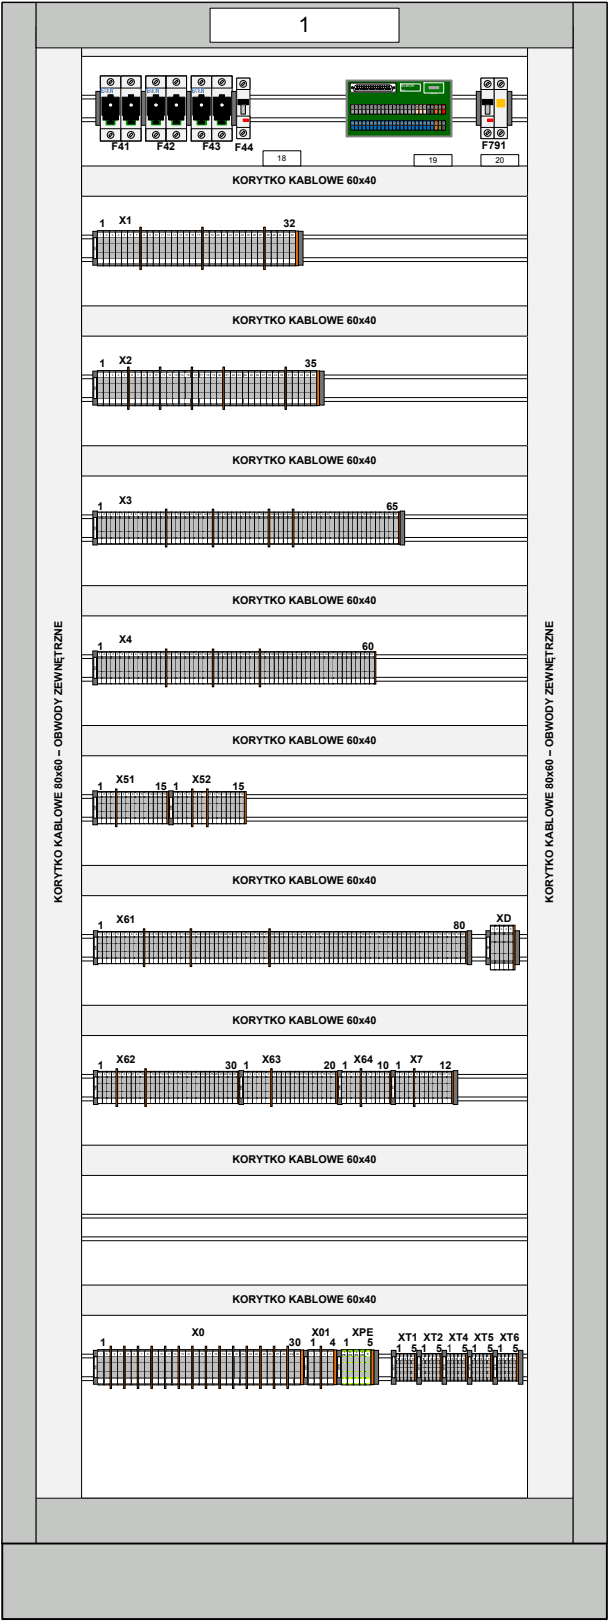 1
F41 F42 F43 F44 F791
18 19 20
KORYTKO KABLOWE 60x40
1 X1 32
KORYTKO KABLOWE 60x40
1 X2 35
KORYTKO KABLOWE 60x40
1 X3 65
KORYTKO KABLOWE 60x40
1 X4 60
KORYTKO KABLOWE 80x60 – OBWODY ZEWNĘTRZNE
KORYTKO KABLOWE 80x60 – OBWODY ZEWNĘTRZNE
KORYTKO KABLOWE 60x40
1 X51 15 1 X52 15
KORYTKO KABLOWE 60x40
1 X61 80 XD
KORYTKO KABLOWE 60x40
1 X62 30 1 X63 20 1 X64 10 1 X7 12
KORYTKO KABLOWE 60x40
KORYTKO KABLOWE 60x40
X0 X01 XPE XT1 XT2 XT4 XT5 XT6
1 30 1 4 1 5 1 5 1 5 1 5 1 5 1 5